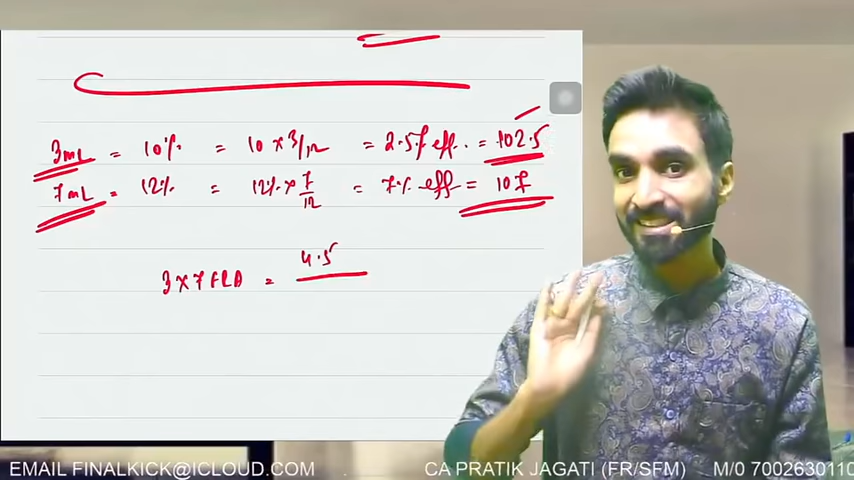 3mL = 10% = 10 x 3/12 = 2.5% eff. = 102.5
7mL = 12% = 12% x 7/12 = 7% eff = 107
3 x 7 FRA = 4.5
EMAIL FINALKICK@ICLOUD.COM CA PRATIK JAGATI (FR/SFM) M/0 7002630110